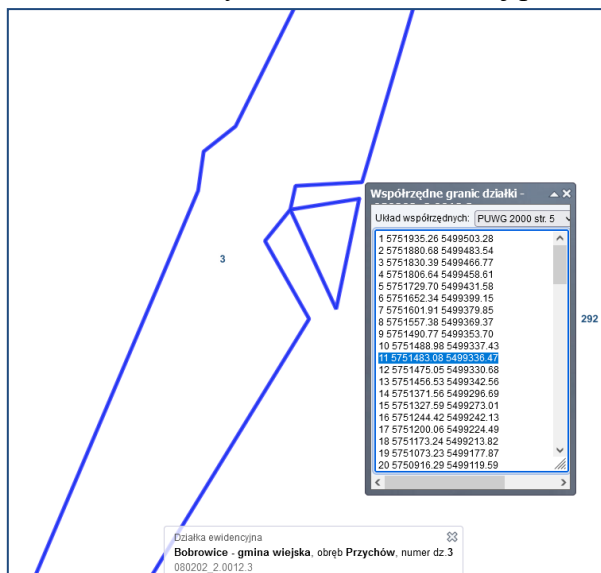 3
Współrzędne granic działki -
Układ współrzędnych: PUWG 2000 str. 5
1 5751935.26 5499503.28
2 5751880.68 5499483.54
3 5751830.39 5499466.77
4 5751806.64 5499458.61
5 5751729.70 5499431.58
6 5751652.34 5499399.15
7 5751601.91 5499379.85
8 5751557.38 5499369.37
9 5751490.77 5499353.70
10 5751488.98 5499337.43
11 5751483.08 5499336.47
12 5751475.05 5499330.68
13 5751456.53 5499342.56
14 5751371.56 5499296.69
15 5751327.59 5499273.01
16 5751244.42 5499242.13
17 5751200.06 5499224.49
18 5751173.24 5499213.82
19 5751073.23 5499177.87
20 5750916.29 5499119.59
292
Działka ewidencyjna
Bobrowice - gmina wiejska, obręb Przychów, numer dz.3
080202_2.0012.3